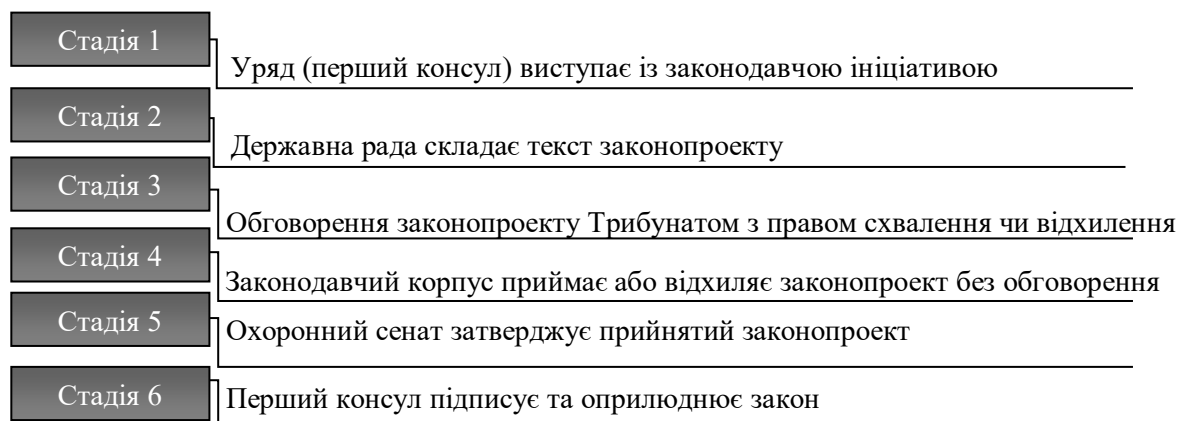 Стадія 1
Уряд (перший консул) виступає із законодавчою ініціативою
Стадія 2
Державна рада складає текст законопроекту
Стадія 3
Обговорення законопроекту Трибунатом з правом схвалення чи відхилення
Стадія 4
Законодавчий корпус приймає або відхиляє законопроект без обговорення
Стадія 5
Охоронний сенат затверджує прийнятий законопроект
Стадія 6
Перший консул підписує та оприлюднює закон